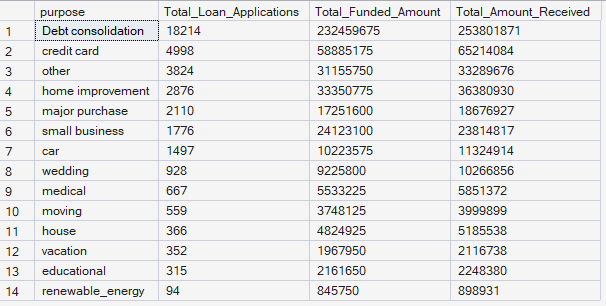 purpose Total_Loan_Applications Total_Funded_Amount Total_Amount_Received
1 Debt consolidation 18214 232459675 253801871
2 credit card 4998 58885175 65214084
3 other 3824 31155750 33289676
4 home improvement 2876 33350775 36380930
5 major purchase 2110 17251600 18676927
6 small business 1776 24123100 23814817
7 car 1497 10223575 11324914
8 wedding 928 9225800 10266856
9 medical 667 5533225 5851372
10 moving 559 3748125 3999899
11 house 366 4824925 5185538
12 vacation 352 1967950 2116738
13 educational 315 2161650 2248380
14 renewable_energy 94 845750 898931